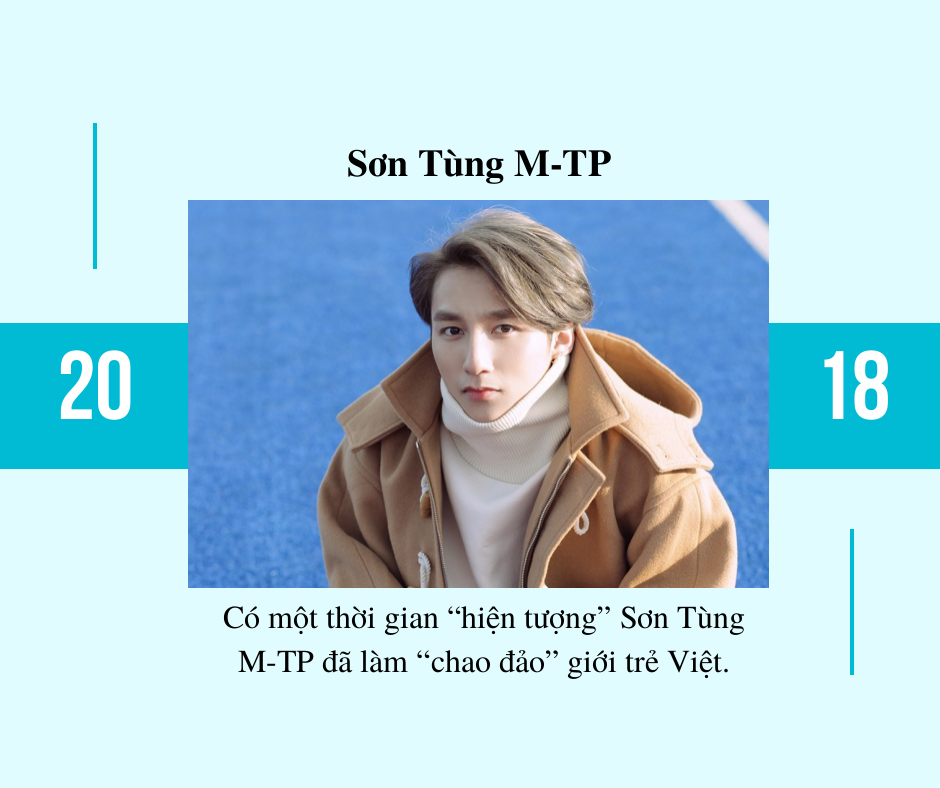 Sơn Tùng M-TP
20
18
Có một thời gian “hiện tượng” Sơn Tùng
M-TP đã làm “chao đảo” giới trẻ Việt.